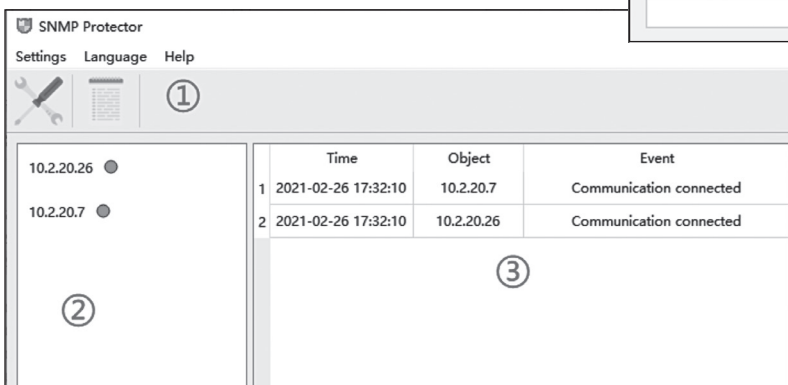 SNMP Protector
Settings Language Help
①
10.2.20.26
10.2.20.7
②
Time Object Event
1 2021-02-26 17:32:10 10.2.20.7 Communication connected
2 2021-02-26 17:32:10 10.2.20.26 Communication connected
③